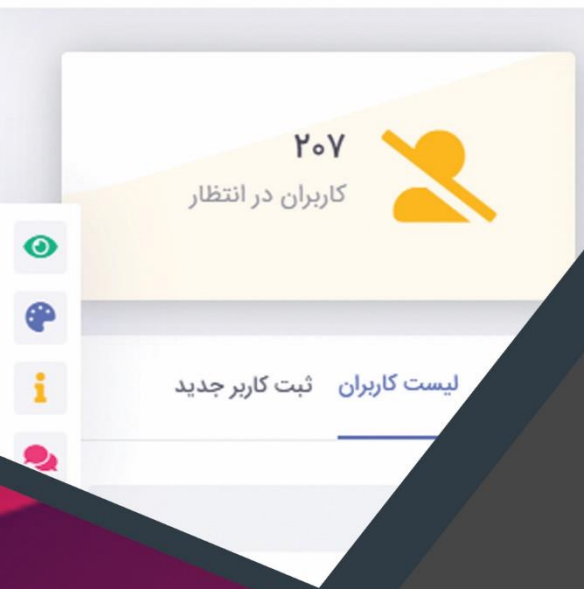 ۲۰۷
کاربران در انتظار
لیست کاربران ثبت کاربر جدید